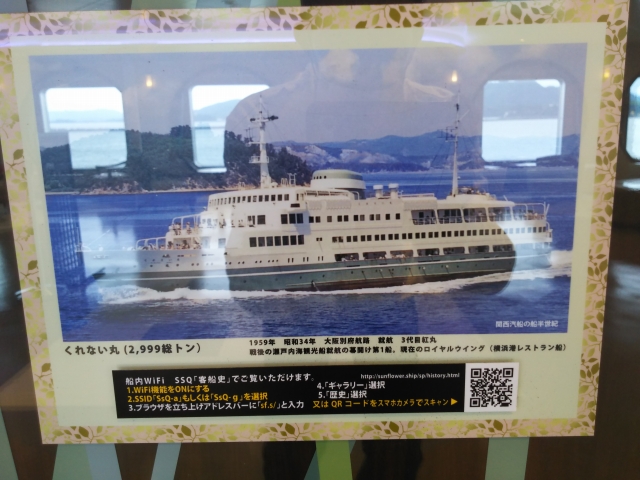 関西汽船の船半世紀
くれない丸 (2,999総トン)
1959年 昭和34年 大阪別府航路 就航 3代目紅丸
戦後の瀬戸内海観光船就航の幕開け第1船。現在のロイヤルウイング(横浜港レストラン船)
船内WiFi SSQ「客船史」でご覧いただけます。
1.WiFi機能をONにする
2.SSID「SsQ-a」もしくは「SsQ-g」を選択
3.ブラウザを立ち上げアドレスバーに「sf.s/」と入力
http://sunflower.ship/sp/history.html
4.「ギャラリー」選択
5.「歴史」選択
又は QR コードをスマホカメラでスキャン ▶